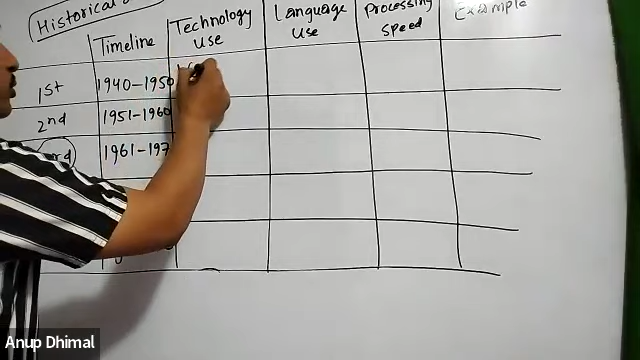 Historical
Timeline Technology Use Language Use Processing Speed Example
1st 1940-1950
2nd 1951-1960
3rd 1961-197
Anup Dhimal